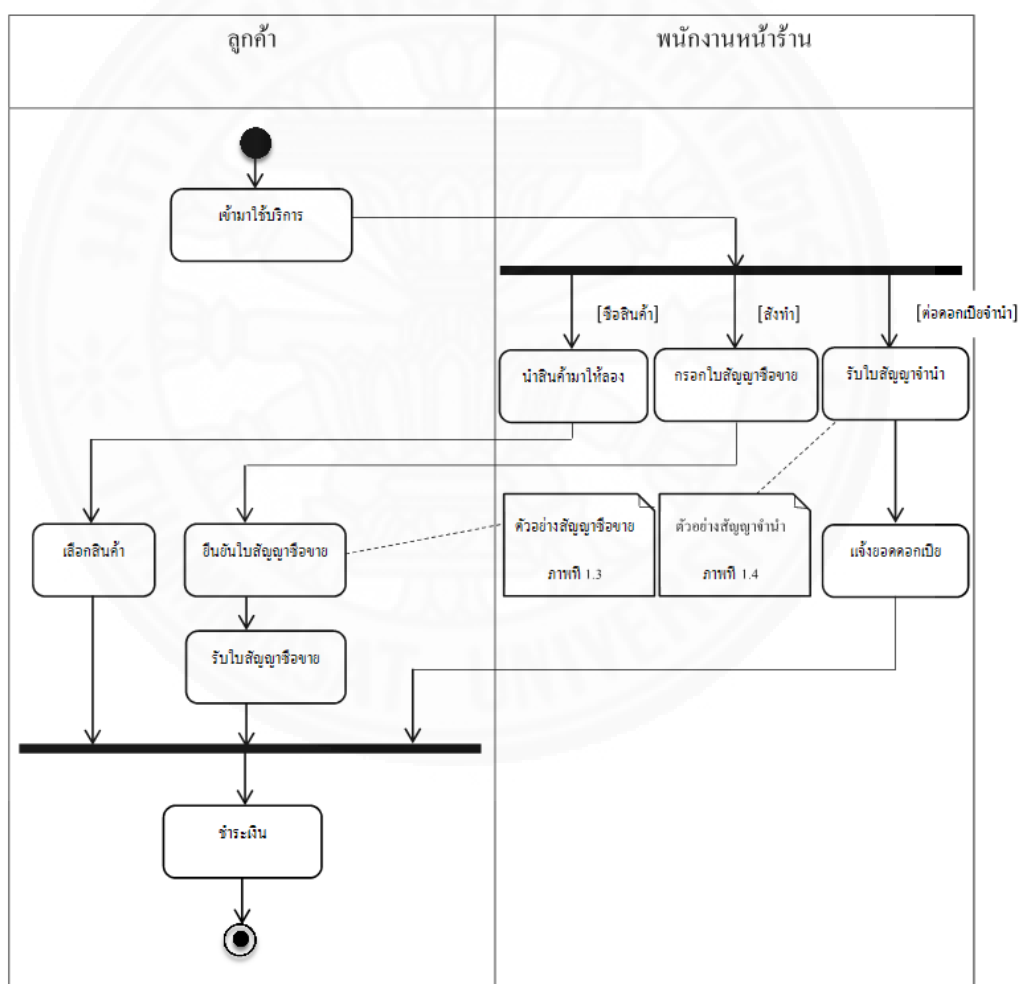 ลูกค้า
พนักงานหน้าร้าน
เข้ามาใช้บริการ
[ซื้อสินค้า]
[สั่งทำ]
[ต่อดอกเบี้ยจำนำ]
นำสินค้ามาให้ลอง
กรอกใบสัญญาซื้อขาย
รับใบสัญญาจำนำ
เลือกสินค้า
ยืนยันใบสัญญาซื้อขาย
ตัวอย่างสัญญาซื้อขาย
ภาพที่ 1.3
ตัวอย่างสัญญาจำนำ
ภาพที่ 1.4
แจ้งยอดดอกเบี้ย
รับใบสัญญาซื้อขาย
ชำระเงิน